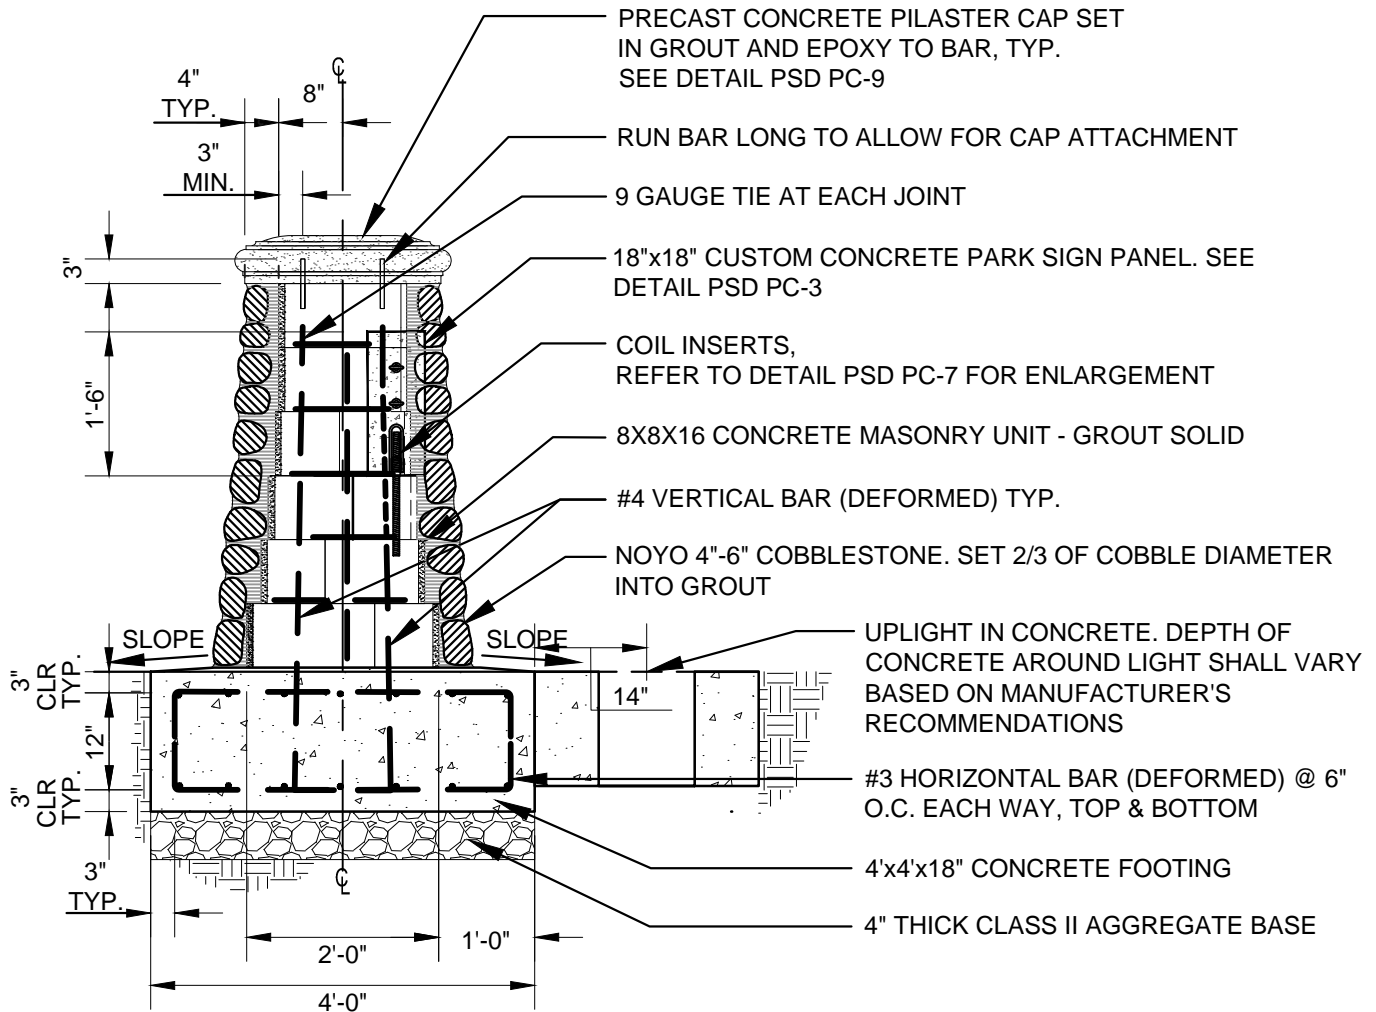 PRECAST CONCRETE PILASTER CAP SET
IN GROUT AND EPOXY TO BAR, TYP.
SEE DETAIL PSD PC-9
RUN BAR LONG TO ALLOW FOR CAP ATTACHMENT
9 GAUGE TIE AT EACH JOINT
18"x18" CUSTOM CONCRETE PARK SIGN PANEL. SEE
DETAIL PSD PC-3
COIL INSERTS,
REFER TO DETAIL PSD PC-7 FOR ENLARGEMENT
8X8X16 CONCRETE MASONRY UNIT - GROUT SOLID
#4 VERTICAL BAR (DEFORMED) TYP.
NOYO 4"-6" COBBLESTONE. SET 2/3 OF COBBLE DIAMETER
INTO GROUT
UPLIGHT IN CONCRETE. DEPTH OF
CONCRETE AROUND LIGHT SHALL VARY
BASED ON MANUFACTURER'S
RECOMMENDATIONS
#3 HORIZONTAL BAR (DEFORMED) @ 6"
O.C. EACH WAY, TOP & BOTTOM
4'x4'x18" CONCRETE FOOTING
4" THICK CLASS II AGGREGATE BASE
℄
4"
TYP.
8"
3"
MIN.
3"
1'-6"
SLOPE
SLOPE
3"
CLR
TYP.
12"
3"
CLR
TYP.
14"
3"
TYP.
℄
2'-0"
1'-0"
4'-0"